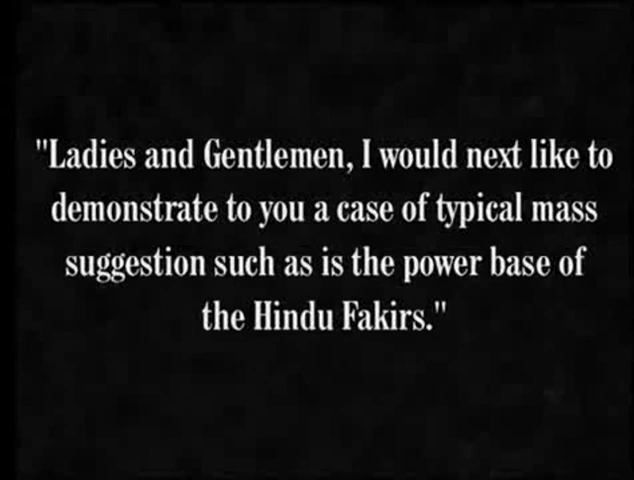 "Ladies and Gentlemen, I would next like to
demonstrate to you a case of typical mass
suggestion such as is the power base of
the Hindu Fakirs."